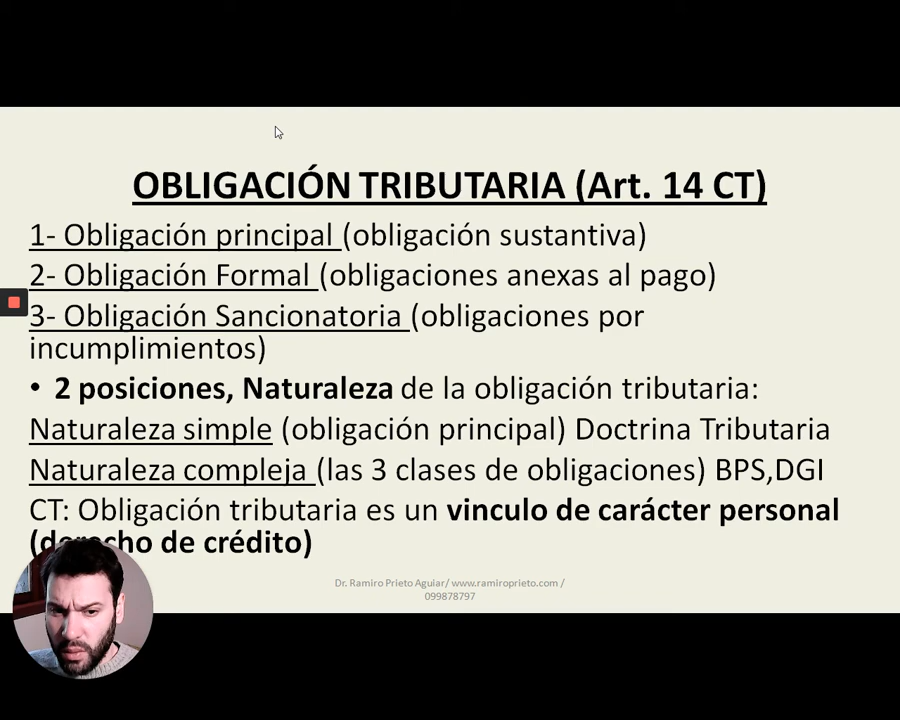 OBLIGACIÓN TRIBUTARIA (Art. 14 CT)
1- Obligación principal (obligación sustantiva)
2- Obligación Formal (obligaciones anexas al pago)
3- Obligación Sancionatoria (obligaciones por
incumplimientos)
• 2 posiciones, Naturaleza de la obligación tributaria:
Naturaleza simple (obligación principal) Doctrina Tributaria
Naturaleza compleja (las 3 clases de obligaciones) BPS,DGI
CT: Obligación tributaria es un vinculo de carácter personal
(derecho de crédito)
Dr. Ramiro Prieto Aguiar/ www.ramiroprieto.com /
099878797